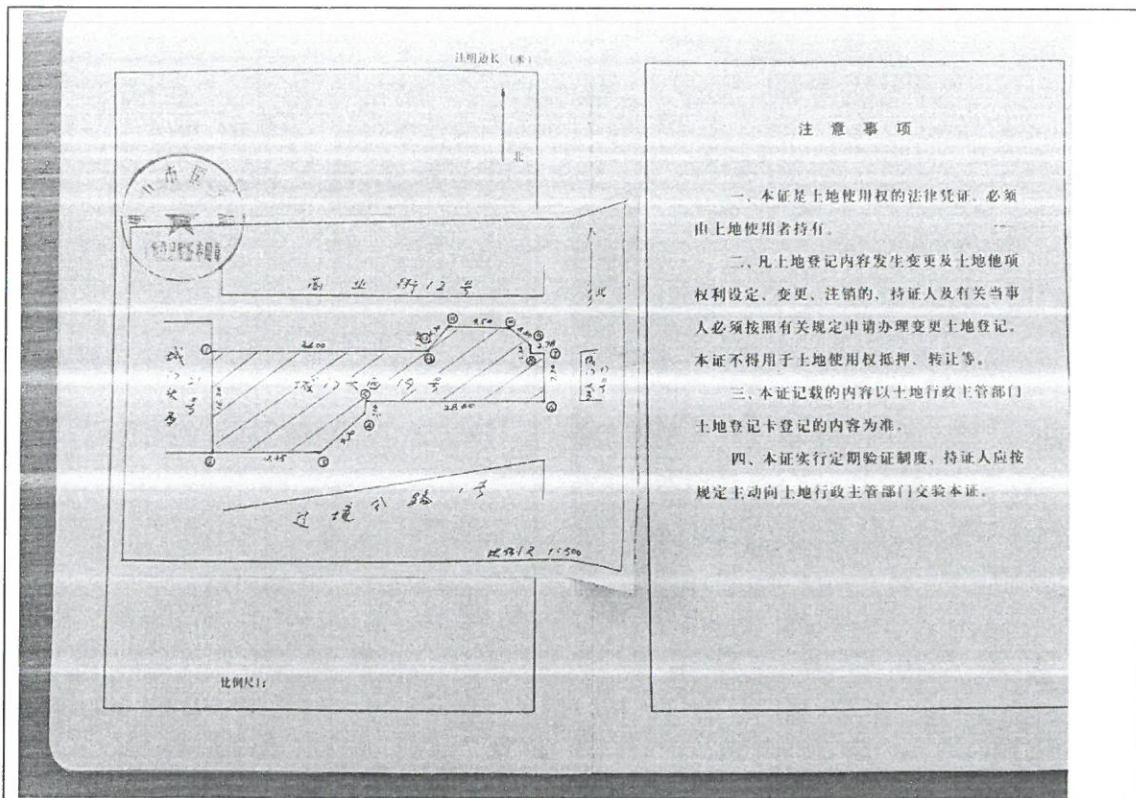 注明边长（米）
北
商业街12号
北
24.00
9.50
28.60
过境公路1号
比例尺 1:500
比例尺1:
注意事项
一、本证是土地使用权的法律凭证，必须
由土地使用者持有。
二、凡土地登记内容发生变更及土地他项
权利设定、变更、注销的，持证人及有关当事
人必须按照有关规定申请办理变更土地登记。
本证不得用于土地使用权抵押、转让等。
三、本证记载的内容以土地行政主管部门
土地登记卡登记的内容为准。
四、本证实行定期验证制度，持证人应按
规定主动向土地行政主管部门交验本证。